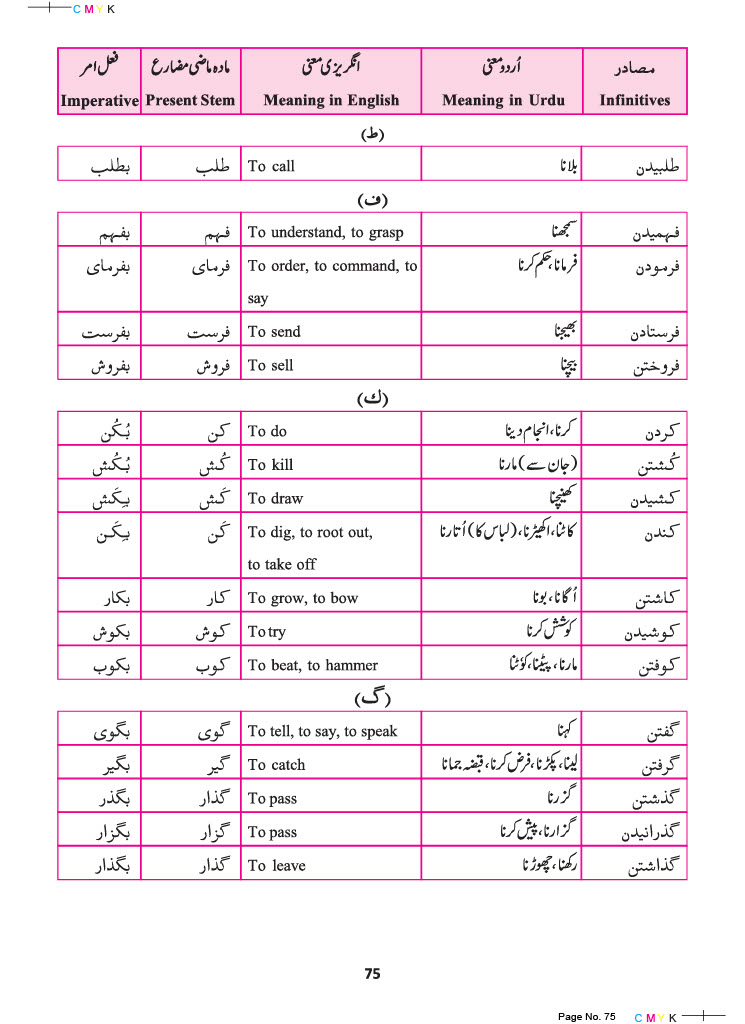 C M Y K
مصادر اُردو معنی انگریزی معنی مادہ ماضی مضارع فعل امر
Infinitives Meaning in Urdu Meaning in English Present Stem Imperative
(ط)
طلبیدن بلانا To call طلب بطلب
(ف)
فہمیدن سمجھنا To understand, to grasp فہم بفہم
فرمودن فرمانا، حکم کرنا To order, to command, to فرمای بفرمای
say
فرستادن بھیجنا To send فرست بفرست
فروختن بیچنا To sell فروش بفروش
(ک)
کردن کرنا، انجام دینا To do کن بُکُن
کُشتن (جان سے) مارنا To kill کُش بُکُش
کشیدن کھینچنا To draw کَش بِکَش
کندن کاٹنا، اکھیڑنا، (لباس کا) اُتارنا To dig, to root out, کَن بِکَن
to take off
کاشتن اُگانا، بونا To grow, to bow کار بکار
کوشیدن کوشش کرنا To try کوش بکوش
کوفتن مارنا، پیٹنا، کوٗٹنا To beat, to hammer کوب بکوب
(گ)
گفتن کہنا To tell, to say, to speak گوی بگوی
گرفتن لینا، پکڑنا، فرض کرنا، قبضہ جمانا To catch گیر بگیر
گذشتن گزرنا To pass گذار بگذر
گذرانیدن گزارنا، پیش کرنا To pass گزار بگزار
گذاشتن رکھنا، چھوڑنا To leave گذار بگذار
75
Page No. 75 C M Y K